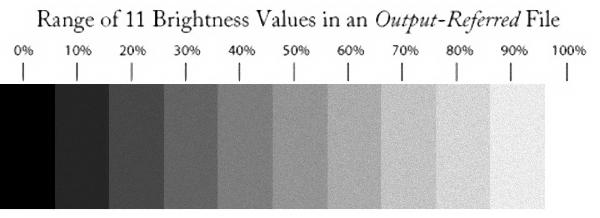 Range of 11 Brightness Values in an Output-Referred File
0% 10% 20% 30% 40% 50% 60% 70% 80% 90% 100%